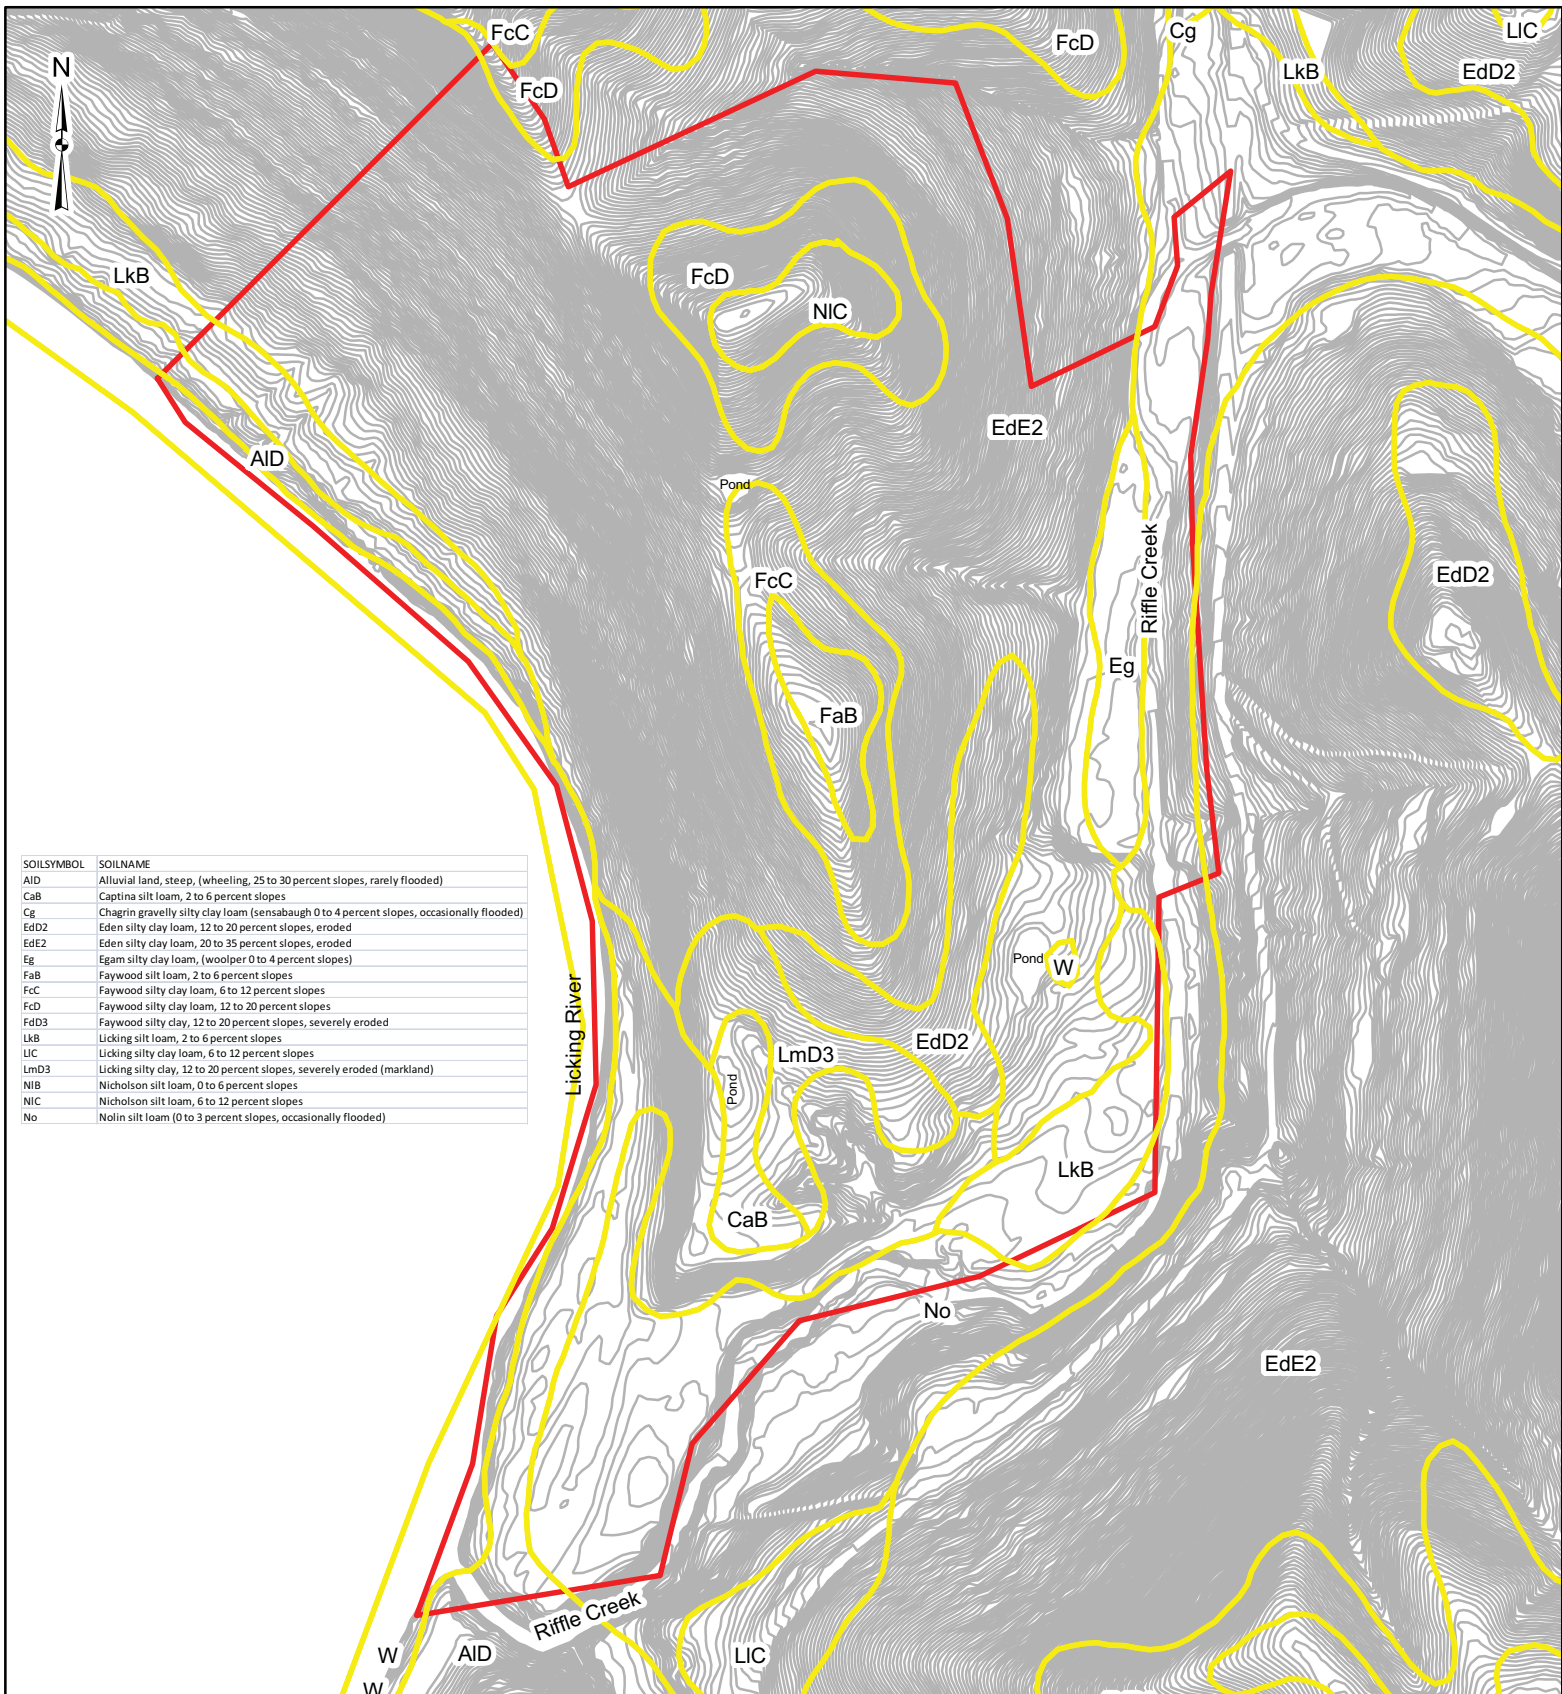 FcC
Cg
LlC
FcD
N
LkB
EdD2
FcD
LkB
FcD
NlC
EdE2
AlD
Pond
Riffle Creek
FcC
EdD2
Eg
FaB
SOILSYMBOL SOILNAME
AlD Alluvial land, steep, (wheeling, 25 to 30 percent slopes, rarely flooded)
CaB Captina silt loam, 2 to 6 percent slopes
Cg Chagrin gravelly silty clay loam (sensabaugh 0 to 4 percent slopes, occasionally flooded)
EdD2 Eden silty clay loam, 12 to 20 percent slopes, eroded
EdE2 Eden silty clay loam, 20 to 35 percent slopes, eroded
Eg Egam silty clay loam, (woolper 0 to 4 percent slopes)
FaB Faywood silt loam, 2 to 6 percent slopes
FcC Faywood silty clay loam, 6 to 12 percent slopes
FcD Faywood silty clay loam, 12 to 20 percent slopes
FdD3 Faywood silty clay, 12 to 20 percent slopes, severely eroded
LkB Licking silt loam, 2 to 6 percent slopes
LlC Licking silty clay loam, 6 to 12 percent slopes
LmD3 Licking silty clay, 12 to 20 percent slopes, severely eroded (markland)
NlB Nicholson silt loam, 0 to 6 percent slopes
NlC Nicholson silt loam, 6 to 12 percent slopes
No Nolin silt loam (0 to 3 percent slopes, occasionally flooded)
Pond
W
Licking River
EdD2
LmD3
Pond
LkB
CaB
No
EdE2
Riffle Creek
W
AlD
LlC
W